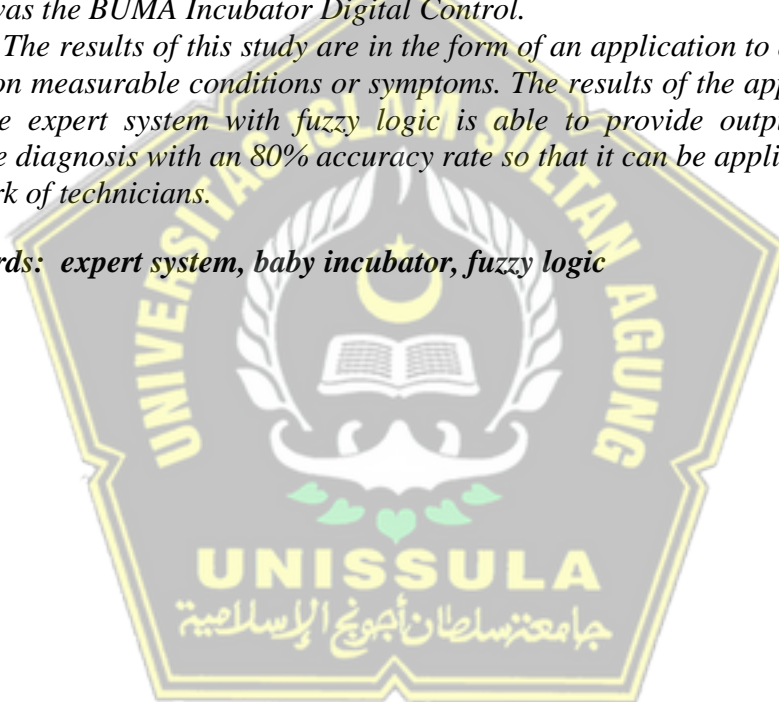 was the BUMA Incubator Digital Control.
The results of this study are in the form of an application to
on measurable conditions or symptoms. The results of the app
e expert system with fuzzy logic is able to provide outp
e diagnosis with an 80% accuracy rate so that it can be appli
rk of technicians.
rds: expert system, baby incubator, fuzzy logic
UNIVERSITAS ISLAM SULTAN AGUNG
UNISSULA
جامعنزسلطان أجونج الإسلامية